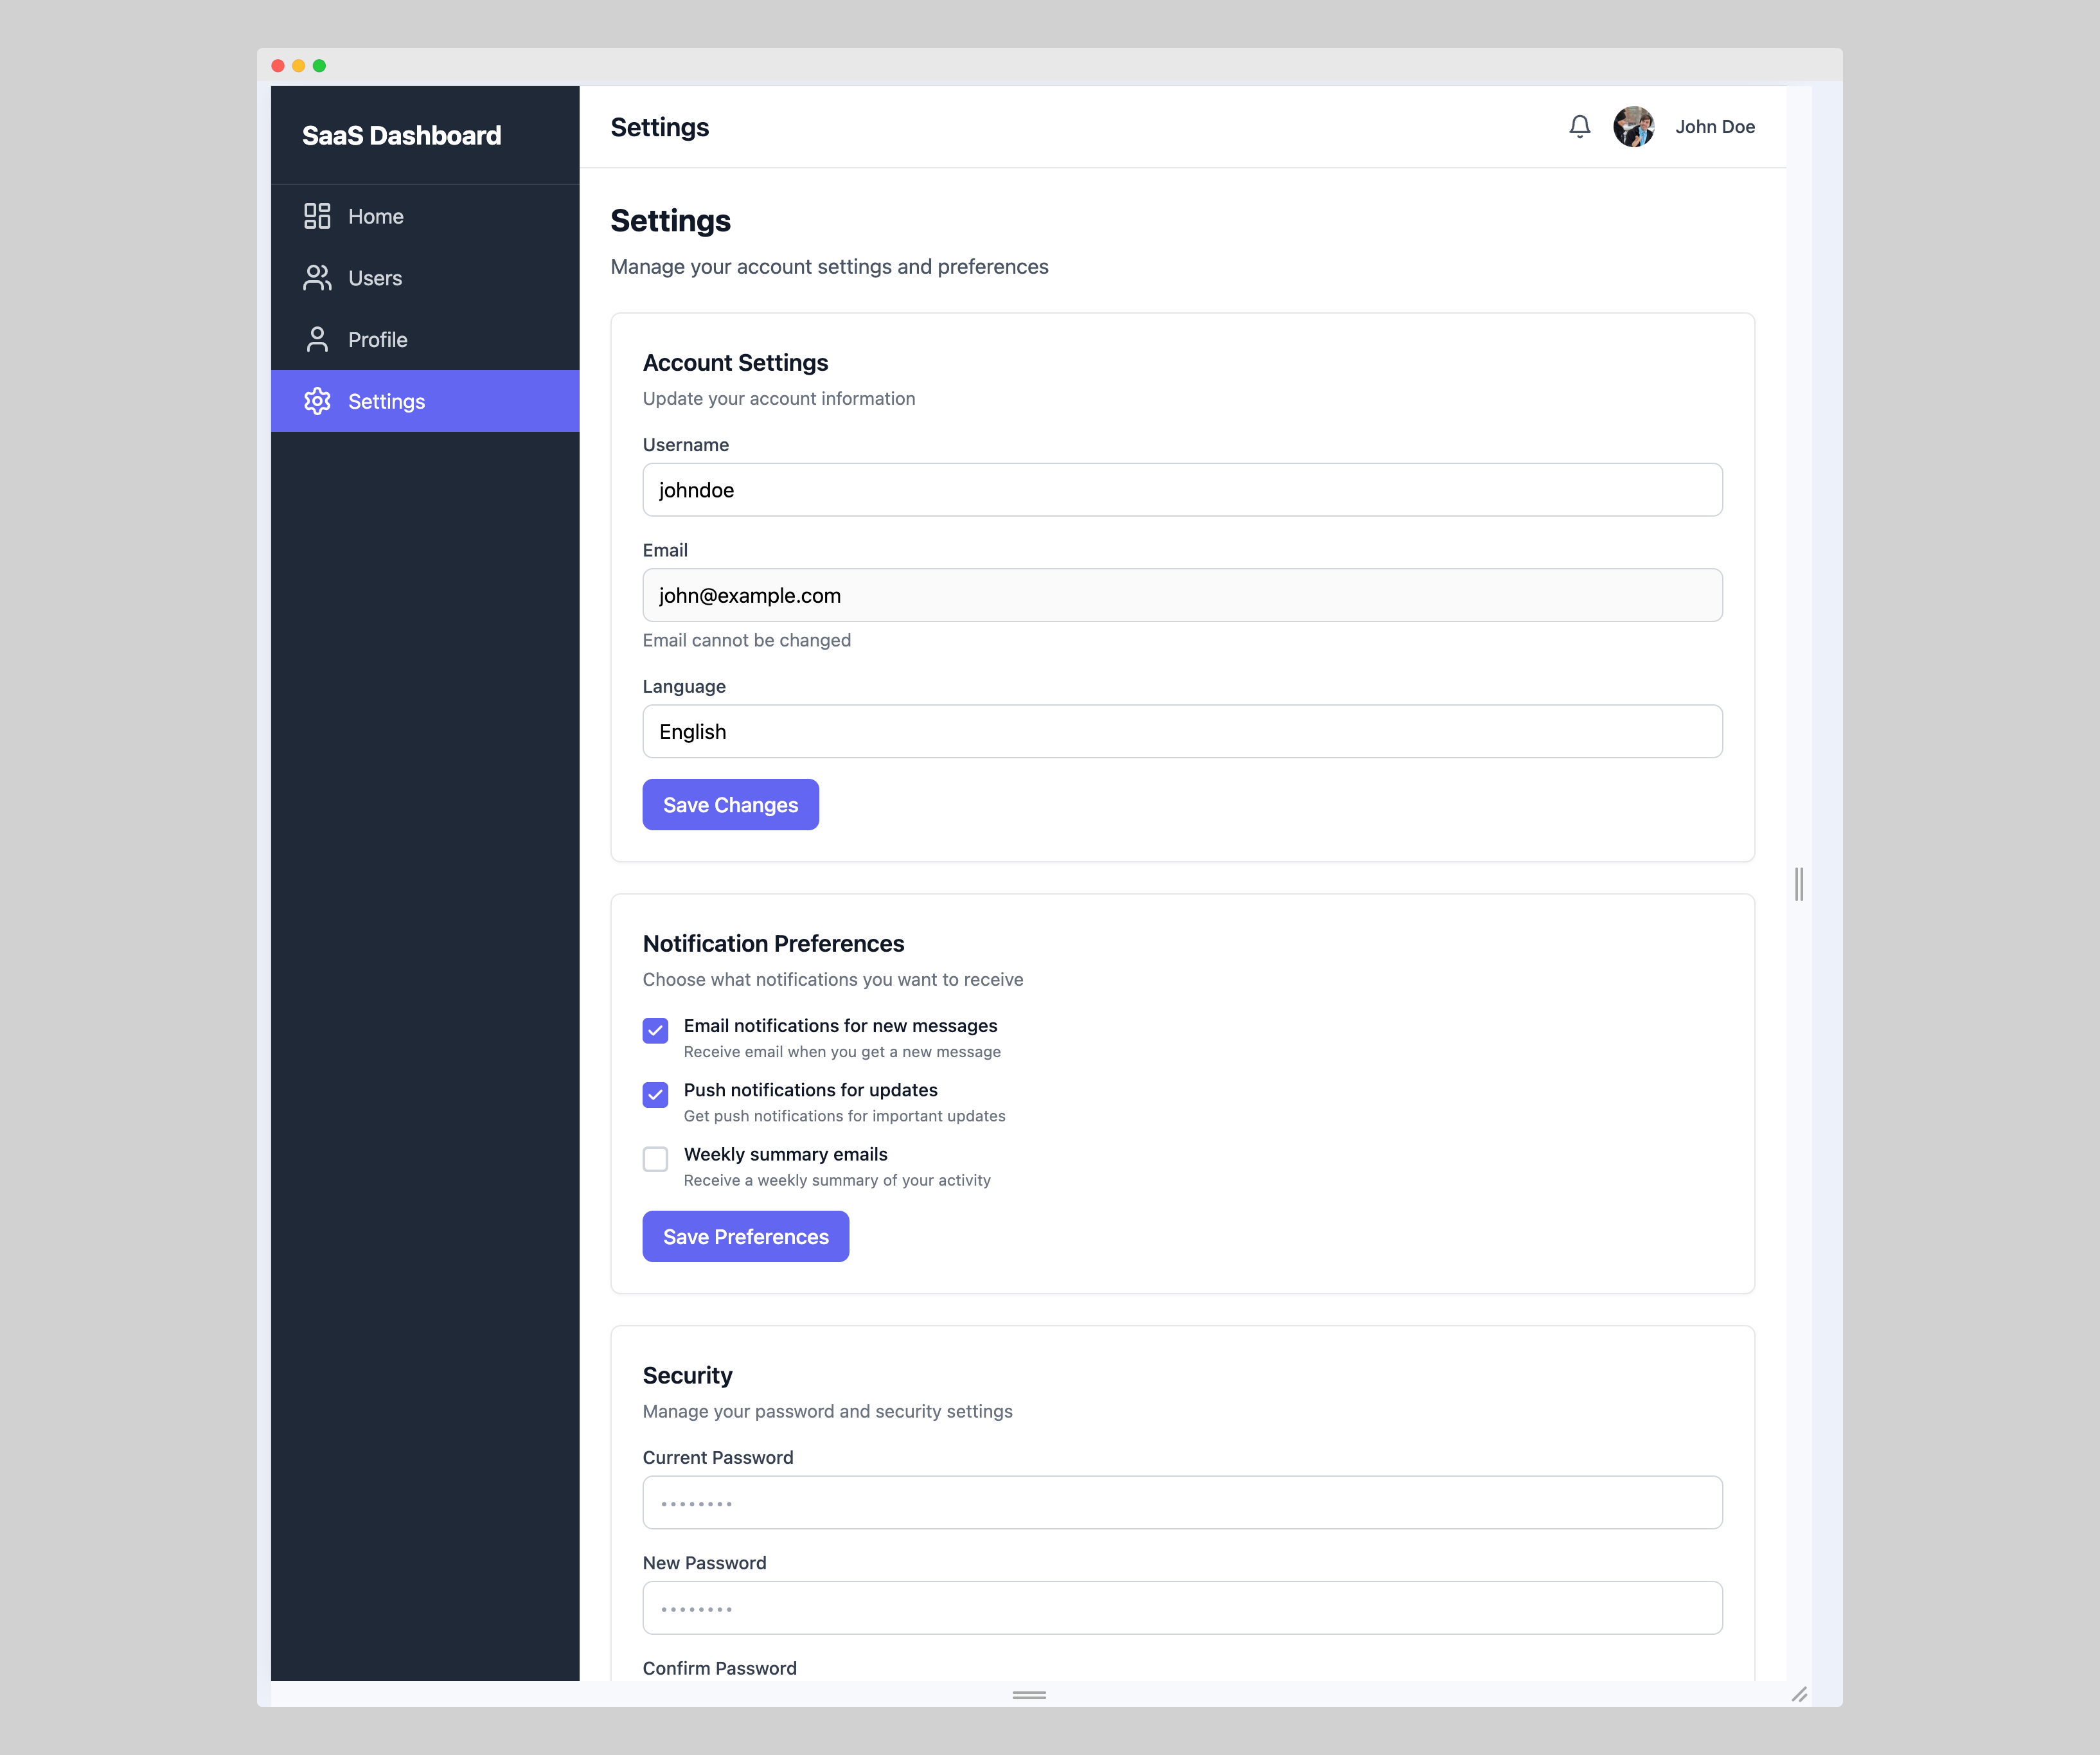 SaaS Dashboard
Home
Users
Profile
Settings
Settings
John Doe
Settings
Manage your account settings and preferences
Account Settings
Update your account information
Username
johndoe
Email
john@example.com
Email cannot be changed
Language
English
Save Changes
Notification Preferences
Choose what notifications you want to receive
Email notifications for new messages
Receive email when you get a new message
Push notifications for updates
Get push notifications for important updates
Weekly summary emails
Receive a weekly summary of your activity
Save Preferences
Security
Manage your password and security settings
Current Password
••••••••
New Password
••••••••
Confirm Password